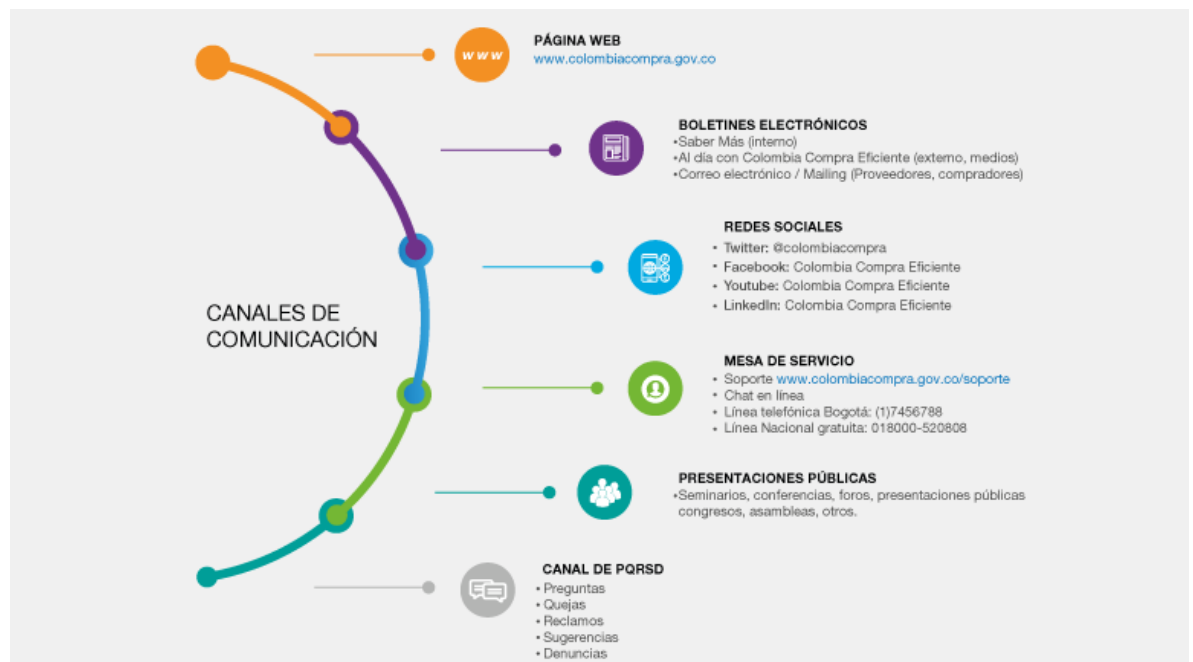 PÁGINA WEB
www
www.colombiacompra.gov.co
BOLETINES ELECTRÓNICOS
•Saber Más (interno)
•Al día con Colombia Compra Eficiente (externo, medios)
•Correo electrónico / Mailing (Proveedores, compradores)
REDES SOCIALES
• Twitter: @colombiacompra
• Facebook: Colombia Compra Eficiente
• Youtube: Colombia Compra Eficiente
• LinkedIn: Colombia Compra Eficiente
CANALES DE
COMUNICACIÓN
MESA DE SERVICIO
• Soporte www.colombiacompra.gov.co/soporte
• Chat en línea
• Línea telefónica Bogotá: (1)7456788
• Línea Nacional gratuita: 018000-520808
PRESENTACIONES PÚBLICAS
•Seminarios, conferencias, foros, presentaciones públicas
congresos, asambleas, otros.
CANAL DE PQRSD
• Preguntas
• Quejas
• Reclamos
• Sugerencias
• Denuncias